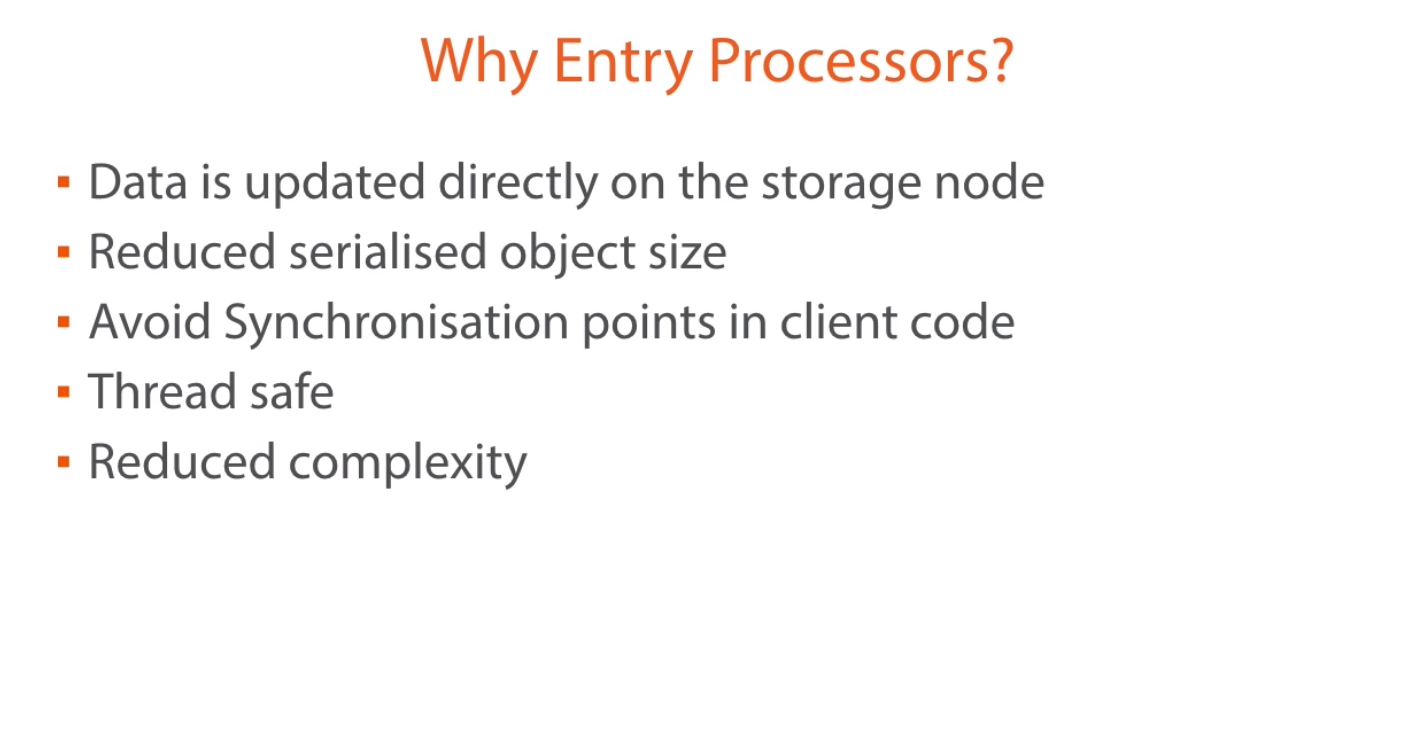 Why Entry Processors?
▪ Data is updated directly on the storage node
▪ Reduced serialised object size
▪ Avoid Synchronisation points in client code
▪ Thread safe
▪ Reduced complexity